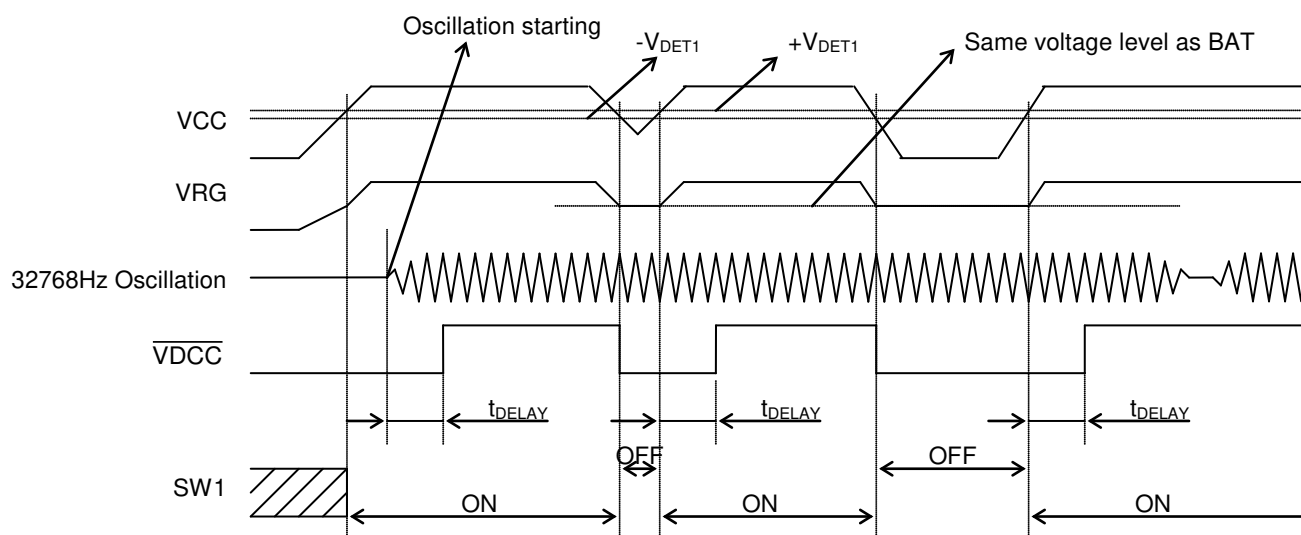 Oscillation starting
-VDET1
+VDET1
Same voltage level as BAT
VCC
VRG
32768Hz Oscillation
VDCC
tDELAY
tDELAY
tDELAY
OFF
OFF
SW1
ON
ON
ON